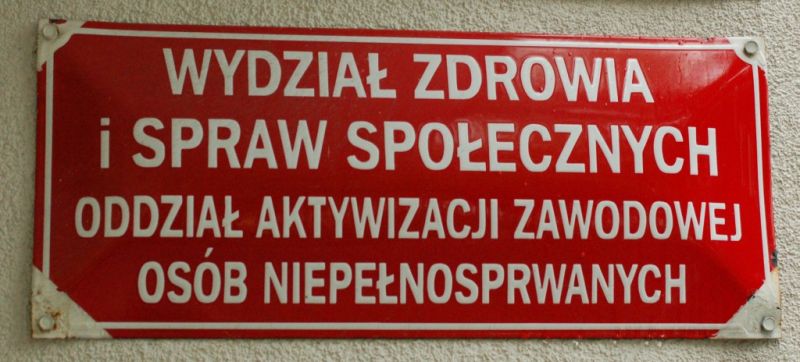 WYDZIAŁ ZDROWIA
i SPRAW SPOŁECZNYCH
ODDZIAŁ AKTYWIZACJI ZAWODOWEJ
OSÓB NIEPEŁNOSPRWANYCH